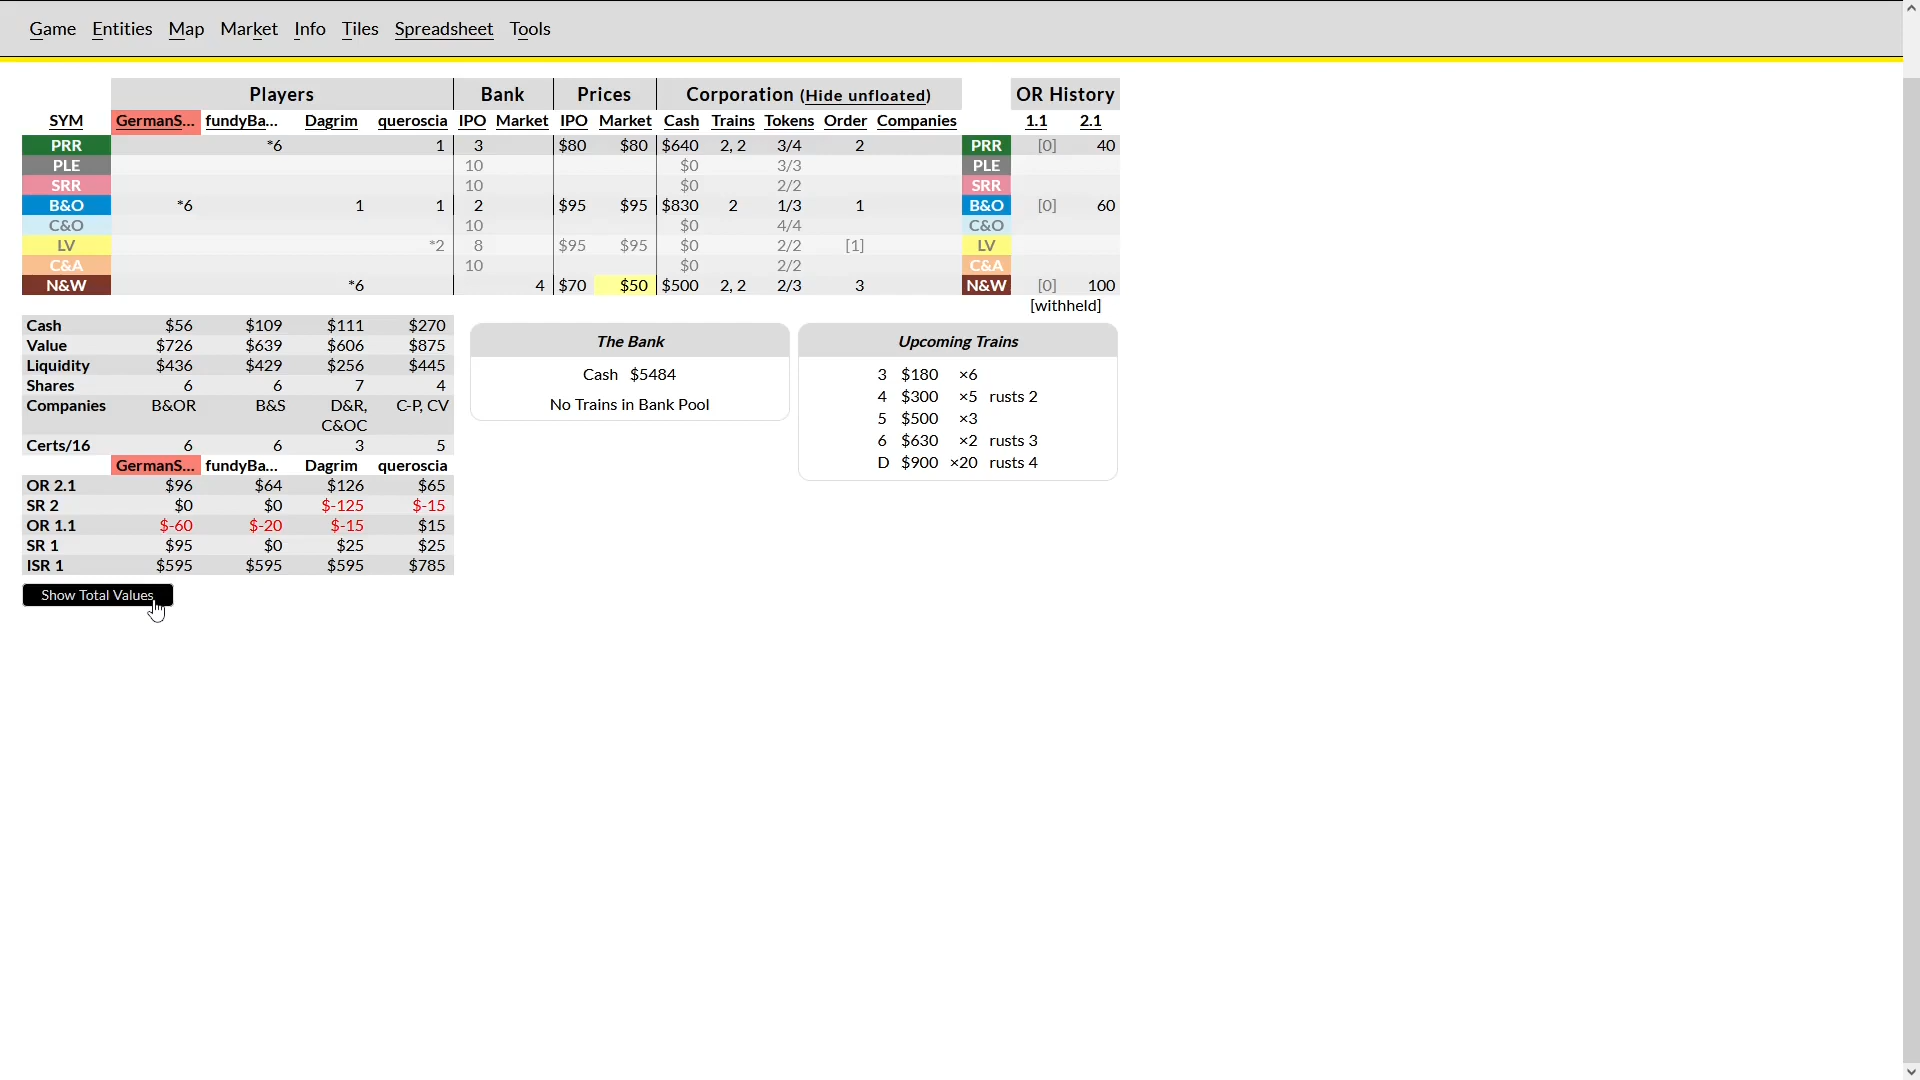 Game Entities Map Market Info Tiles Spreadsheet Tools
Players Bank Prices Corporation (Hide unfloated) OR History
SYM GermanS... fundyBa... Dagrim queroscia IPO Market IPO Market Cash Trains Tokens Order Companies 1.1 2.1
PRR *6 1 3 $80 $80 $640 2, 2 3/4 2 PRR [0] 40
PLE 10 $0 3/3 PLE
SRR 10 $0 2/2 SRR
B&O *6 1 1 2 $95 $95 $830 2 1/3 1 B&O [0] 60
C&O 10 $0 4/4 C&O
LV *2 8 $95 $95 $0 2/2 [1] LV
C&A 10 $0 2/2 C&A
N&W *6 4 $70 $50 $500 2, 2 2/3 3 N&W [0] 100
[withheld]
Cash $56 $109 $111 $270
Value $726 $639 $606 $875
Liquidity $436 $429 $256 $445
Shares 6 6 7 4
Companies B&OR B&S D&R, C-P, CV
C&OC
Certs/16 6 6 3 5
GermanS... fundyBa... Dagrim queroscia
OR 2.1 $96 $64 $126 $65
SR 2 $0 $0 $-125 $-15
OR 1.1 $-60 $-20 $-15 $15
SR 1 $95 $0 $25 $25
ISR 1 $595 $595 $595 $785
Show Total Values
The Bank
Cash $5484
No Trains in Bank Pool
Upcoming Trains
3 $180 ×6
4 $300 ×5 rusts 2
5 $500 ×3
6 $630 ×2 rusts 3
D $900 ×20 rusts 4